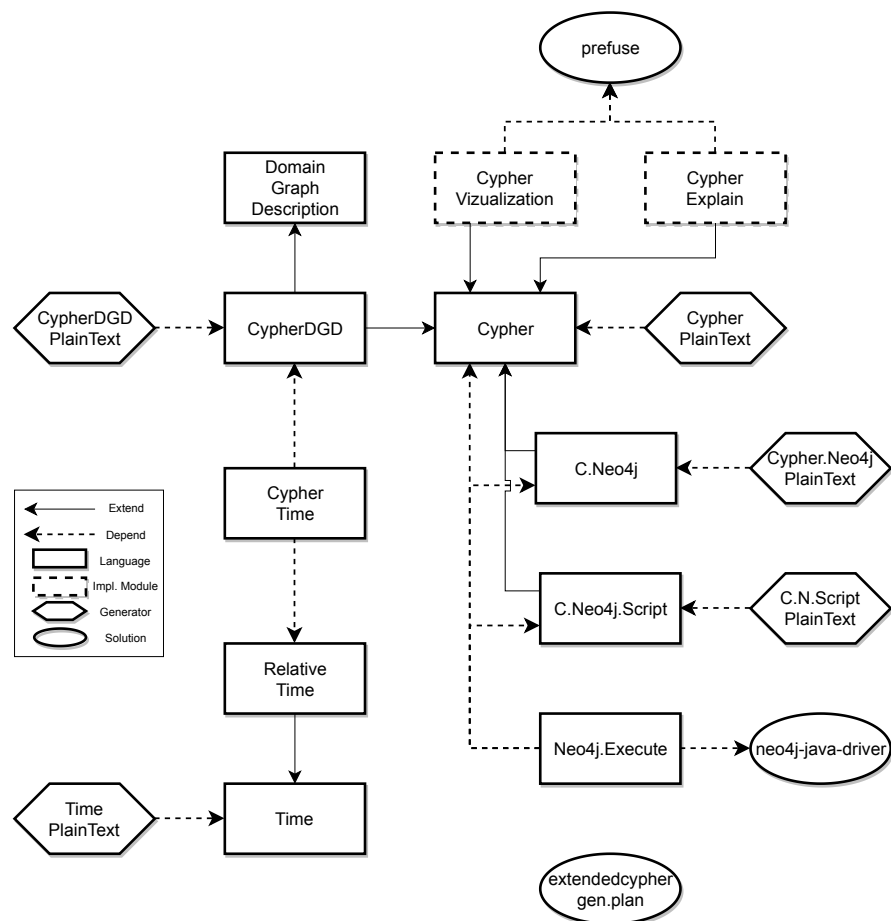 prefuse
Domain
Graph
Description
Cypher
Vizualization
Cypher
Explain
CypherDGD
PlainText
CypherDGD
Cypher
Cypher
PlainText
C.Neo4j
Cypher.Neo4j
PlainText
Cypher
Time
Extend
Depend
Language
Impl. Module
Generator
Solution
C.Neo4j.Script
C.N.Script
PlainText
Relative
Time
Neo4j.Execute
neo4j-java-driver
Time
PlainText
Time
extendedcypher
gen.plan